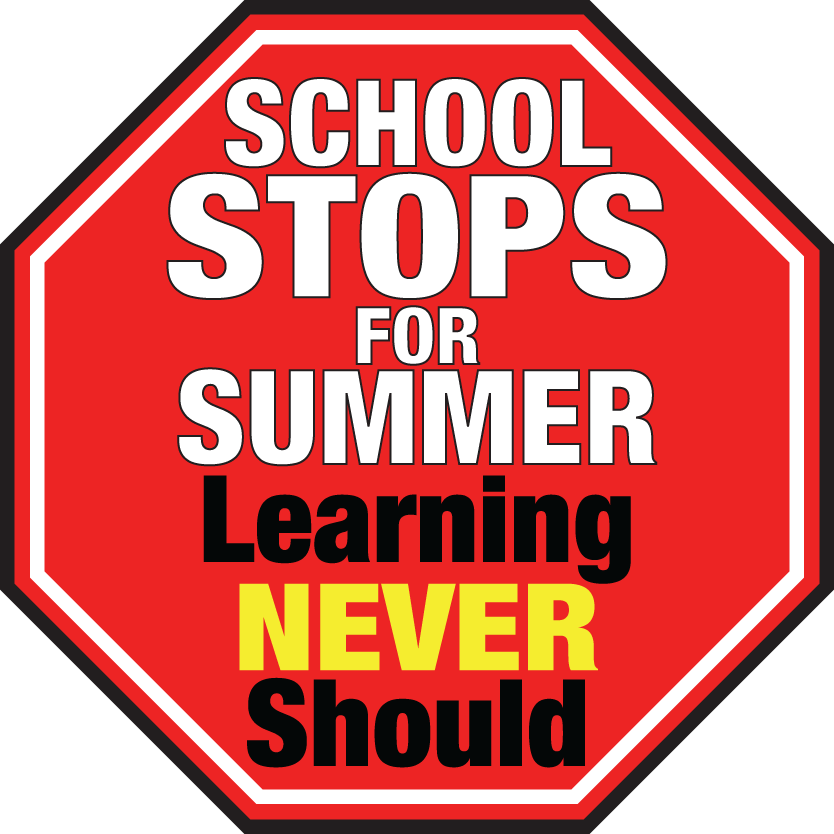 SCHOOL
STOPS
FOR
SUMMER
Learning
NEVER
Should